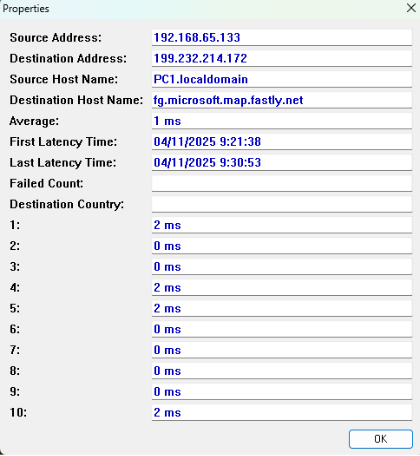 Properties
Source Address: 192.168.65.133
Destination Address: 199.232.214.172
Source Host Name: PC1.localdomain
Destination Host Name: fg.microsoft.map.fastly.net
Average: 1 ms
First Latency Time: 04/11/2025 9:21:38
Last Latency Time: 04/11/2025 9:30:53
Failed Count:
Destination Country:
1: 2 ms
2: 0 ms
3: 0 ms
4: 2 ms
5: 2 ms
6: 0 ms
7: 0 ms
8: 0 ms
9: 0 ms
10: 2 ms
OK